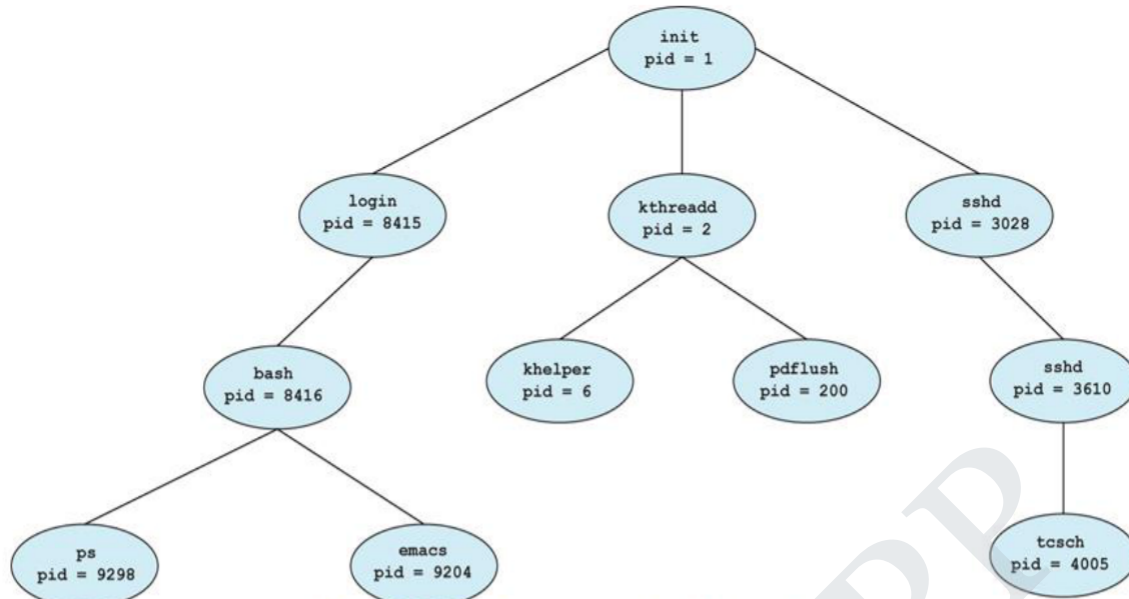 init
pid = 1
login
pid = 8415
kthreadd
pid = 2
sshd
pid = 3028
bash
pid = 8416
khelper
pid = 6
pdflush
pid = 200
sshd
pid = 3610
ps
pid = 9298
emacs
pid = 9204
tcsch
pid = 4005